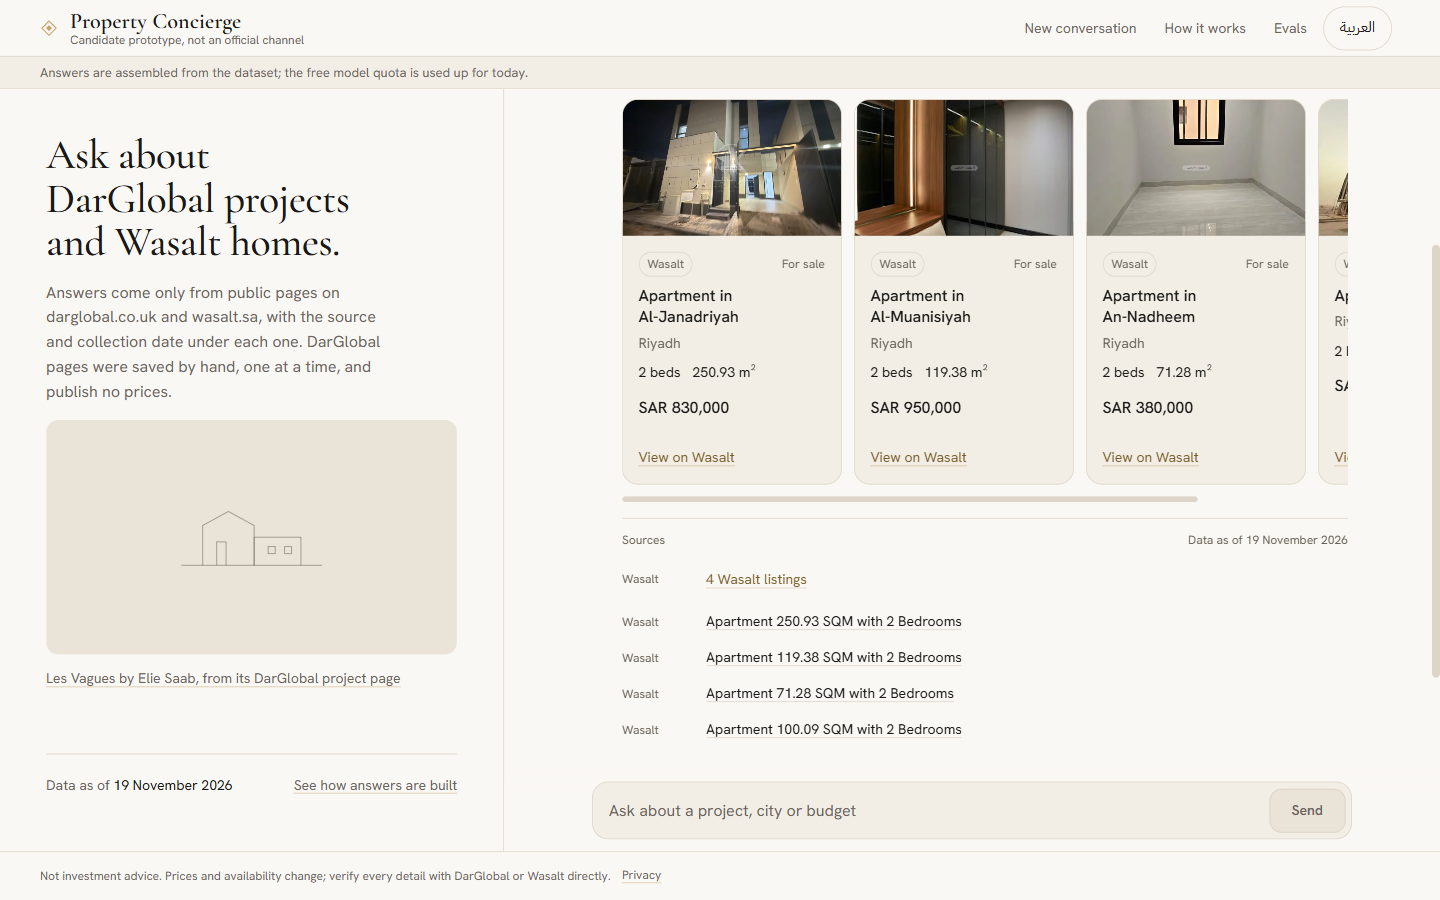 Property Concierge
Candidate prototype, not an official channel
New conversation
How it works
Evals
العربية
Answers are assembled from the dataset; the free model quota is used up for today.
Ask about
DarGlobal projects
and Wasalt homes.
Answers come only from public pages on
darglobal.co.uk and wasalt.sa, with the source
and collection date under each one. DarGlobal
pages were saved by hand, one at a time, and
publish no prices.
Les Vagues by Elie Saab, from its DarGlobal project page
Data as of 19 November 2026
See how answers are built
Wasalt
For sale
Apartment in
Al-Janadriyah
Riyadh
2 beds 250.93 m²
SAR 830,000
View on Wasalt
Wasalt
For sale
Apartment in
Al-Muanisiyah
Riyadh
2 beds 119.38 m²
SAR 950,000
View on Wasalt
Wasalt
For sale
Apartment in
An-Nadheem
Riyadh
2 beds 71.28 m²
SAR 380,000
View on Wasalt
Sources
Data as of 19 November 2026
Wasalt 4 Wasalt listings
Wasalt Apartment 250.93 SQM with 2 Bedrooms
Wasalt Apartment 119.38 SQM with 2 Bedrooms
Wasalt Apartment 71.28 SQM with 2 Bedrooms
Wasalt Apartment 100.09 SQM with 2 Bedrooms
Ask about a project, city or budget
Send
Not investment advice. Prices and availability change; verify every detail with DarGlobal or Wasalt directly. Privacy